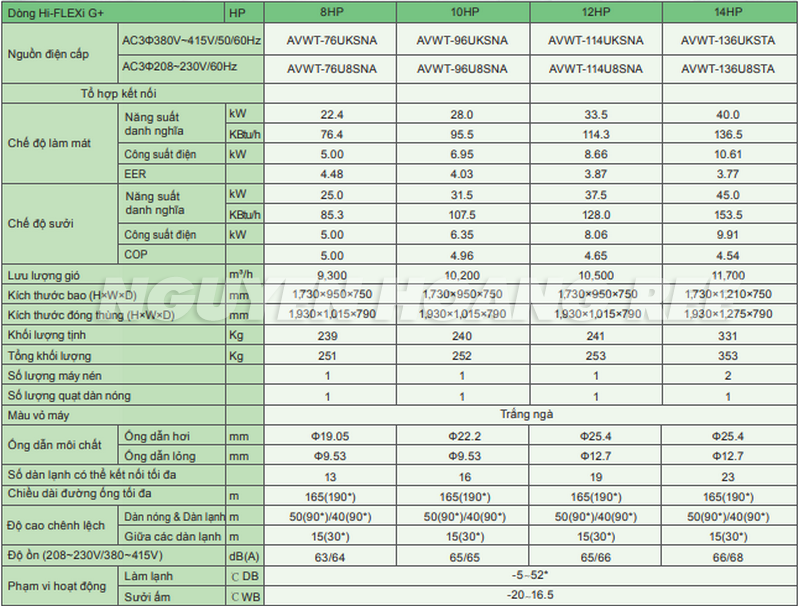 Dòng Hi-FLEXi G+ HP 8HP 10HP 12HP 14HP
Nguồn điện cấp AC3Φ380V~415V/50/60Hz AVWT-76UKSNA AVWT-96UKSNA AVWT-114UKSNA AVWT-136UKSTA
AC3Φ208~230V/60Hz AVWT-76U8SNA AVWT-96U8SNA AVWT-114U8SNA AVWT-136U8STA
Tổ hợp kết nối
Chế độ làm mát Năng suất danh nghĩa kW 22.4 28.0 33.5 40.0
KBtu/h 76.4 95.5 114.3 136.5
Công suất điện kW 5.00 6.95 8.66 10.61
EER 4.48 4.03 3.87 3.77
Chế độ sưởi Năng suất danh nghĩa kW 25.0 31.5 37.5 45.0
KBtu/h 85.3 107.5 128.0 153.5
Công suất điện kW 5.00 6.35 8.06 9.91
COP 5.00 4.96 4.65 4.54
Lưu lượng gió m³/h 9,300 10,200 10,500 11,700
Kích thước bao (H×W×D) mm 1,730×950×750 1,730×950×750 1,730×950×750 1,730×1,210×750
Kích thước đóng thùng (H×W×D) mm 1,930×1,015×790 1,930×1,015×790 1,930×1,015×790 1,930×1,275×790
Khối lượng tịnh Kg 239 240 241 331
Tổng khối lượng Kg 251 252 253 353
Số lượng máy nén 1 1 1 2
Số lượng quạt dàn nóng 1 1 1 1
Màu vỏ máy Trắng ngà
Ống dẫn môi chất Ống dẫn hơi mm Φ19.05 Φ22.2 Φ25.4 Φ25.4
Ống dẫn lỏng mm Φ9.53 Φ9.53 Φ12.7 Φ12.7
Số dàn lạnh có thể kết nối tối đa 13 16 19 23
Chiều dài đường ống tối đa m 165(190*) 165(190*) 165(190*) 165(190*)
Độ cao chênh lệch Dàn nóng & Dàn lạnh m 50(90*)/40(90*) 50(90*)/40(90*) 50(90*)/40(90*) 50(90*)/40(90*)
Giữa các dàn lạnh m 15(30*) 15(30*) 15(30*) 15(30*)
Độ ồn (208~230V/380~415V) dB(A) 63/64 65/65 65/66 66/68
Phạm vi hoạt động Làm lạnh C DB -5~52*
Sưởi ấm C WB -20~16.5
NGUYEN HOANG REE